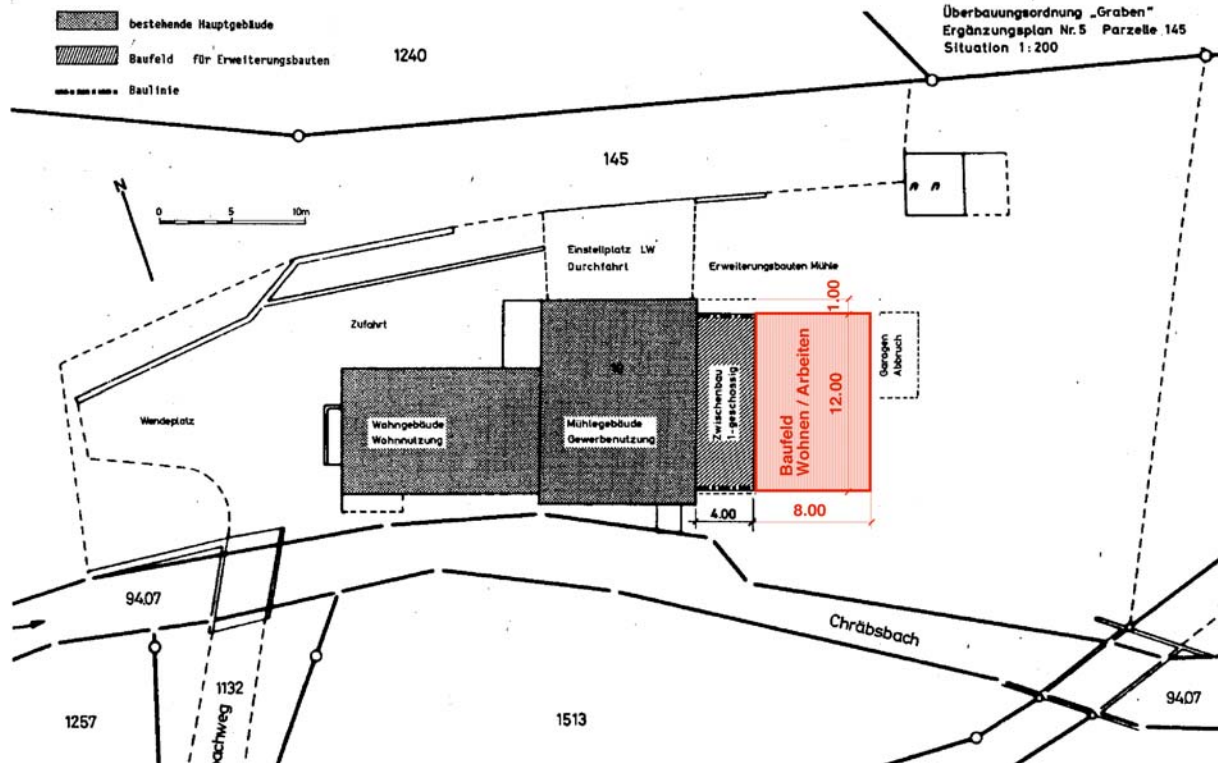 bestehende Hauptgebäude
Baufeld für Erweiterungsbauten
Baulinie
1240
Überbauungsordnung „Graben"
Ergänzungsplan Nr.5 Parzelle 145
Situation 1:200
145
N
0 5 10m
Einstellplatz LW
Durchfahrt
Erweiterungsbauten Mühle
1.00
Zufahrt
Garagen
Abbruch
Wendeplatz
Wohngebäude
Wohnnutzung
Mühlegebäude
Gewerbenutzung
Zwischenbau
1-geschossig
Baufeld
Wohnen / Arbeiten
12.00
4.00
8.00
9407
Chräbsbach
1132
9407
1257
achweg
1513